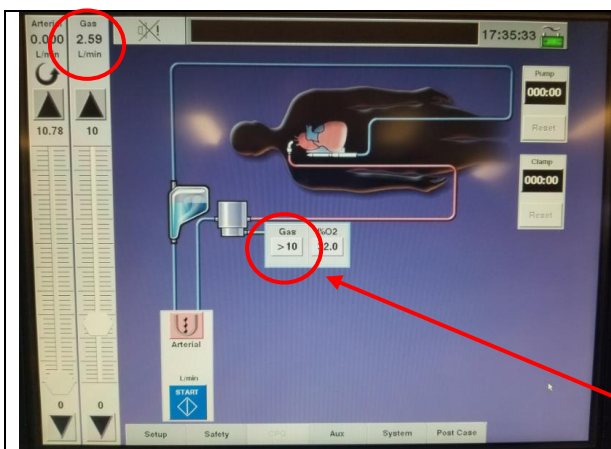 Arterial
0.000
L/min
10.78
0
Gas
2.59
L/min
10
0
17:35:33
Pump
000:00
Reset
Clamp
000:00
Reset
Gas
>10
%O2
Arterial
L/min
START
Setup
Safety
CPG
Aux
System
Post Case